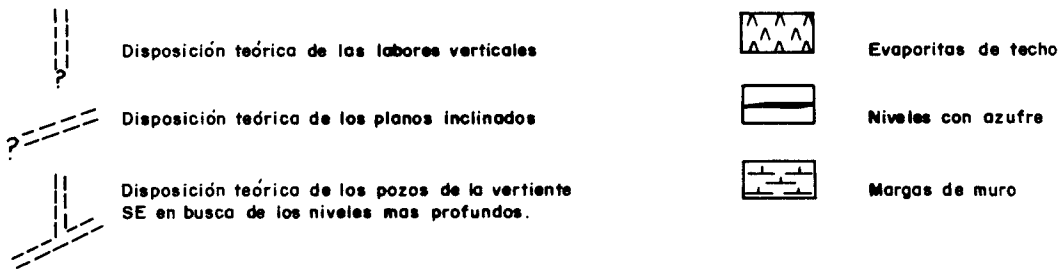 Disposición teórica de las labores verticales
?
Disposición teórica de los planos inclinados
?
Disposición teórica de los pozos de la vertiente
SE en busca de los niveles mas profundos.
Evaporitas de techo
Niveles con azufre
Margas de muro